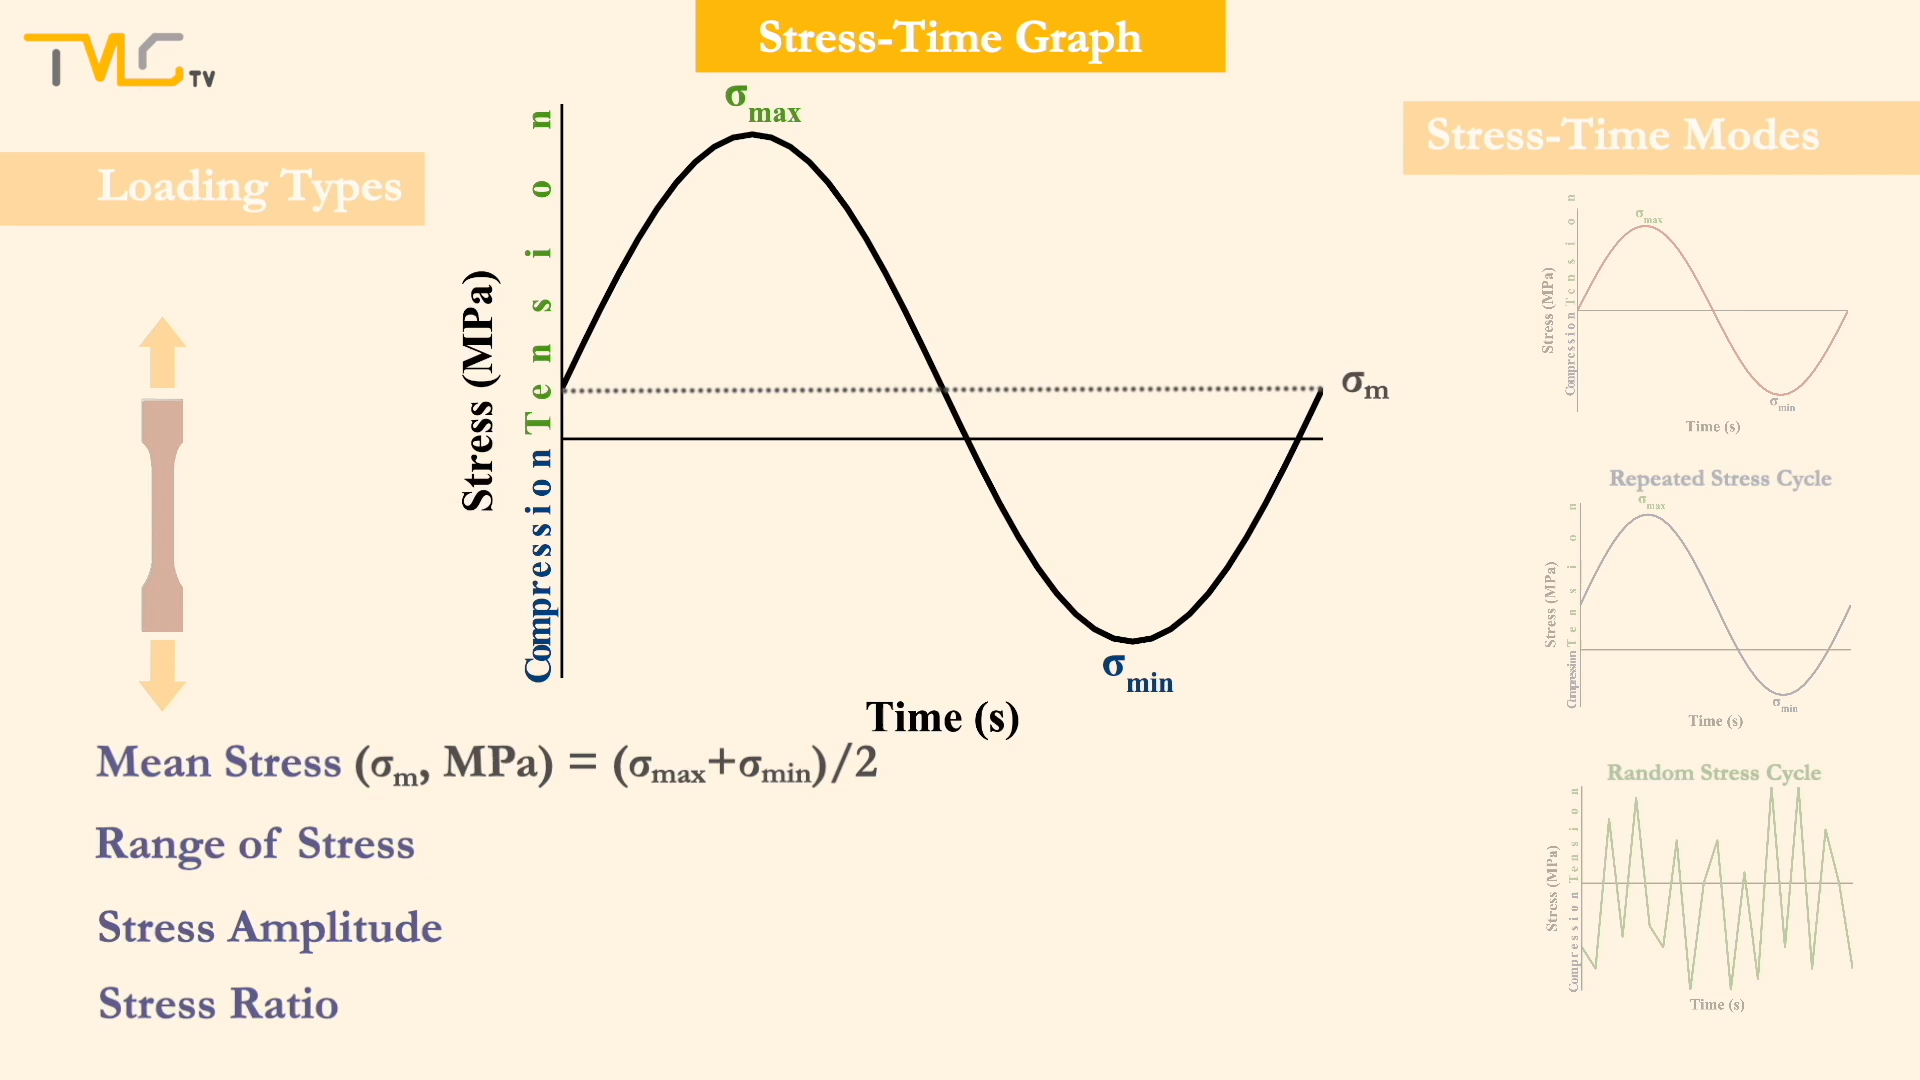 TMC TV
Stress-Time Graph
Loading Types
Stress-Time Modes
Stress (MPa)
Tension
Compression
σmax
σm
σmin
Time (s)
Mean Stress (σm, MPa) = (σmax+σmin)/2
Range of Stress
Stress Amplitude
Stress Ratio
σmax
Stress (MPa)
Tension
Compression
σmin
Time (s)
Repeated Stress Cycle
σmax
Stress (MPa)
Tension
Compression
σmin
Time (s)
Random Stress Cycle
Stress (MPa)
Tension
Compression
Time (s)